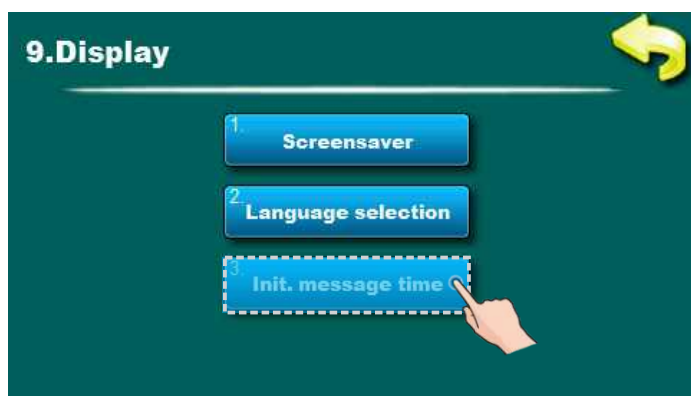 9.Display
1.
Screensaver
2.
Language selection
3.
Init. message time